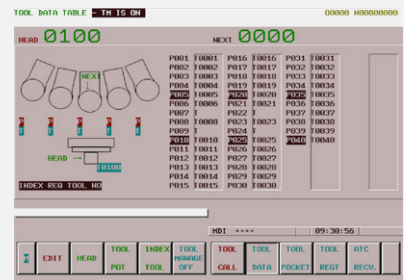 TOOL DATA TABLE - TM IS ON O0000 N00000000
HEAD 0100 NEXT 0000
P001 T0001 P016 T0016 P031 T0031
P002 T0002 P017 T0017 P032 T0032
P003 T0003 P018 T0018 P033 T0033
P004 T0004 P019 T0019 P034 T0034
P005 T0005 P020 T0020 P035 T0035
P006 T0006 P021 T0021 P036 T0036
P007 T P022 T P037 T0037
P008 T0008 P023 T0023 P038 T0038
P009 T P024 T P039 T0039
P010 T0010 P025 T0025 P040 T0040
P011 T0011 P026 T0026
P012 T0012 P027 T0027
P013 T0013 P028 T0028
P014 T0014 P029 T0029
P015 T0015 P030 T0030
NEXT
HEAD
T0100
INDEX REQ TOOL NO
MDI ---- 09:30:56
EDIT HEAD TOOL POT INDEX TOOL TOOL MANAGE OFF TOOL CALL TOOL DATA TOOL POCKET TOOL REGT ATC RECV.